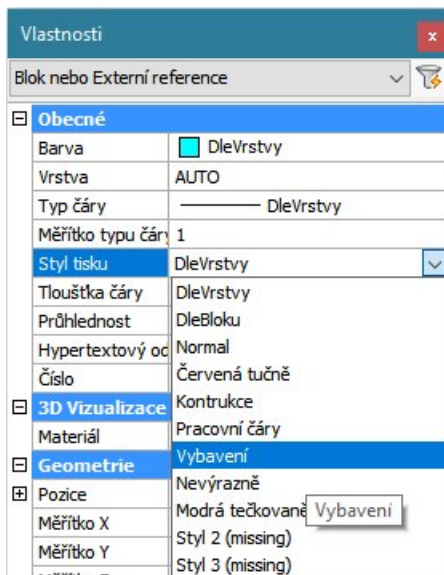 Vlastnosti
x
Blok nebo Externí reference
Obecné
Barva DleVrstvy
Vrstva AUTO
Typ čáry DleVrstvy
Měřítko typu čáry 1
Styl tisku DleVrstvy
Tloušťka čáry DleVrstvy
Průhlednost DleBloku
Hypertextový od Normal
Číslo Červená tučně
3D Vizualizace Kontrukce
Materiál Pracovní čáry
Geometrie Vybavení
Pozice Nevýrazně
Měřítko X Modrá tečkovaně Vybavení
Měřítko Y Styl 2 (missing)
Styl 3 (missing)